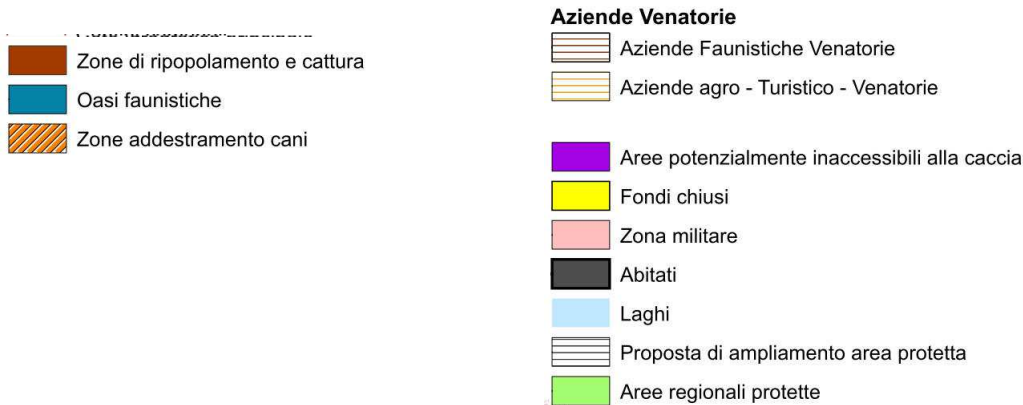 Zone di ripopolamento e cattura
Oasi faunistiche
Zone addestramento cani
Aziende Venatorie
Aziende Faunistiche Venatorie
Aziende agro - Turistico - Venatorie
Aree potenzialmente inaccessibili alla caccia
Fondi chiusi
Zona militare
Abitati
Laghi
Proposta di ampliamento area protetta
Aree regionali protette